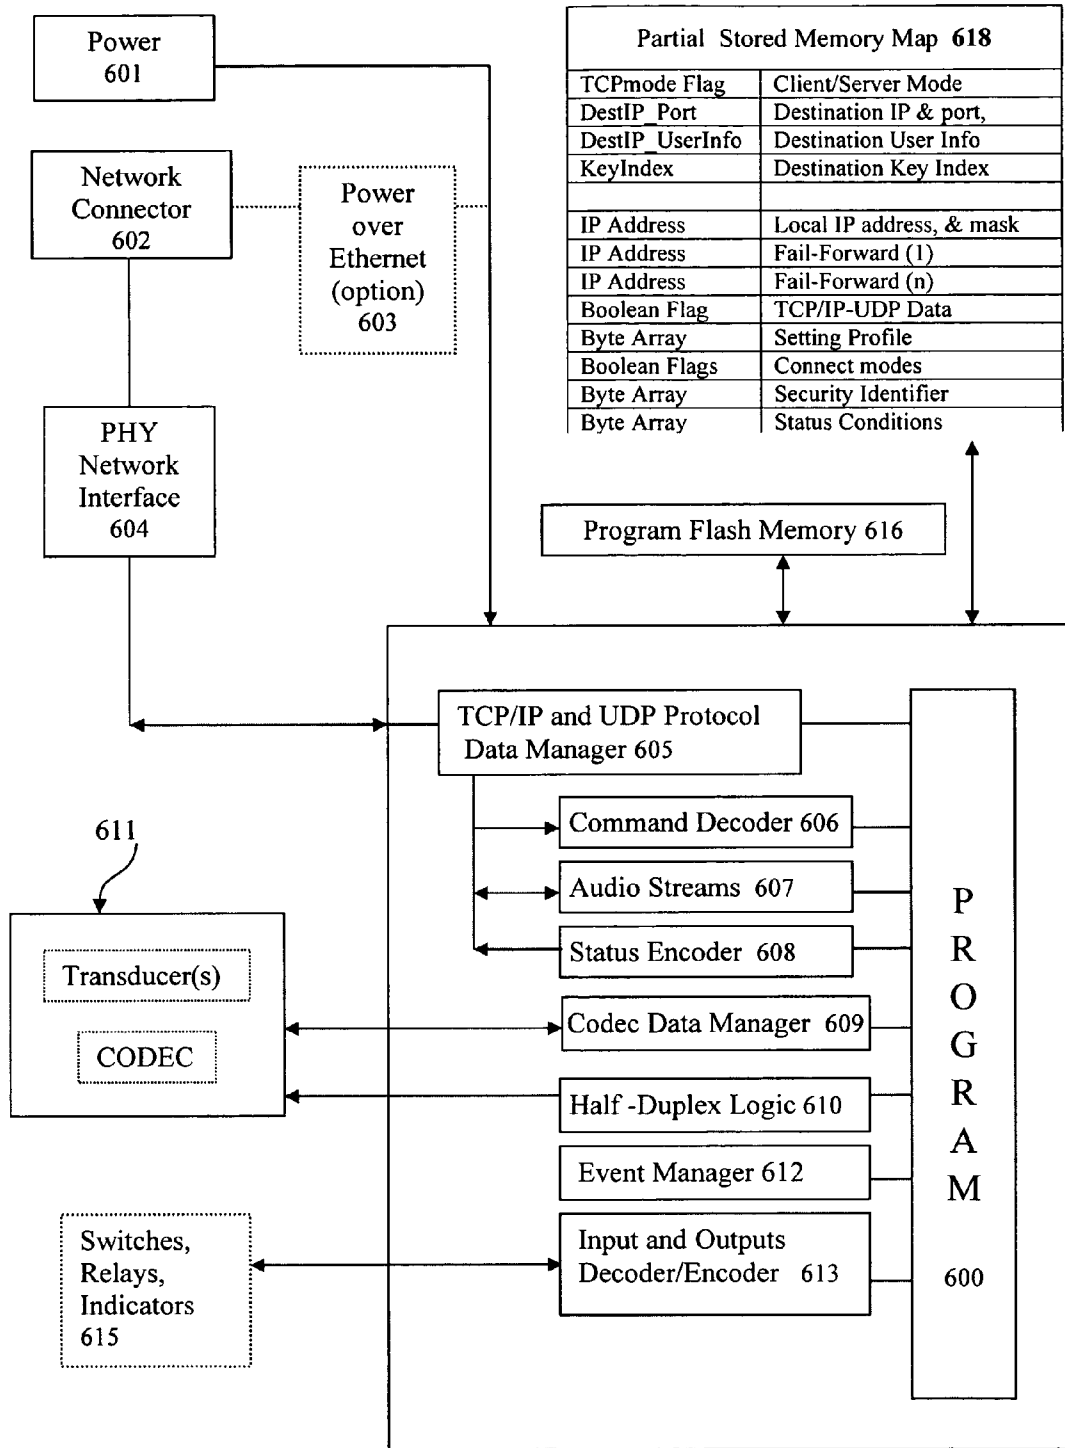 Power
601
Partial Stored Memory Map 618
TCPmode Flag Client/Server Mode
DestIP_Port Destination IP & port,
DestIP_UserInfo Destination User Info
KeyIndex Destination Key Index
IP Address Local IP address, & mask
IP Address Fail-Forward (1)
IP Address Fail-Forward (n)
Boolean Flag TCP/IP-UDP Data
Byte Array Setting Profile
Boolean Flags Connect modes
Byte Array Security Identifier
Byte Array Status Conditions
Network
Connector
602
Power
over
Ethernet
(option)
603
PHY
Network
Interface
604
Program Flash Memory 616
TCP/IP and UDP Protocol
Data Manager 605
Command Decoder 606
Audio Streams 607
Status Encoder 608
Codec Data Manager 609
Half -Duplex Logic 610
Event Manager 612
Input and Outputs
Decoder/Encoder 613
P
R
O
G
R
A
M
600
611
Transducer(s)
CODEC
Switches,
Relays,
Indicators
615